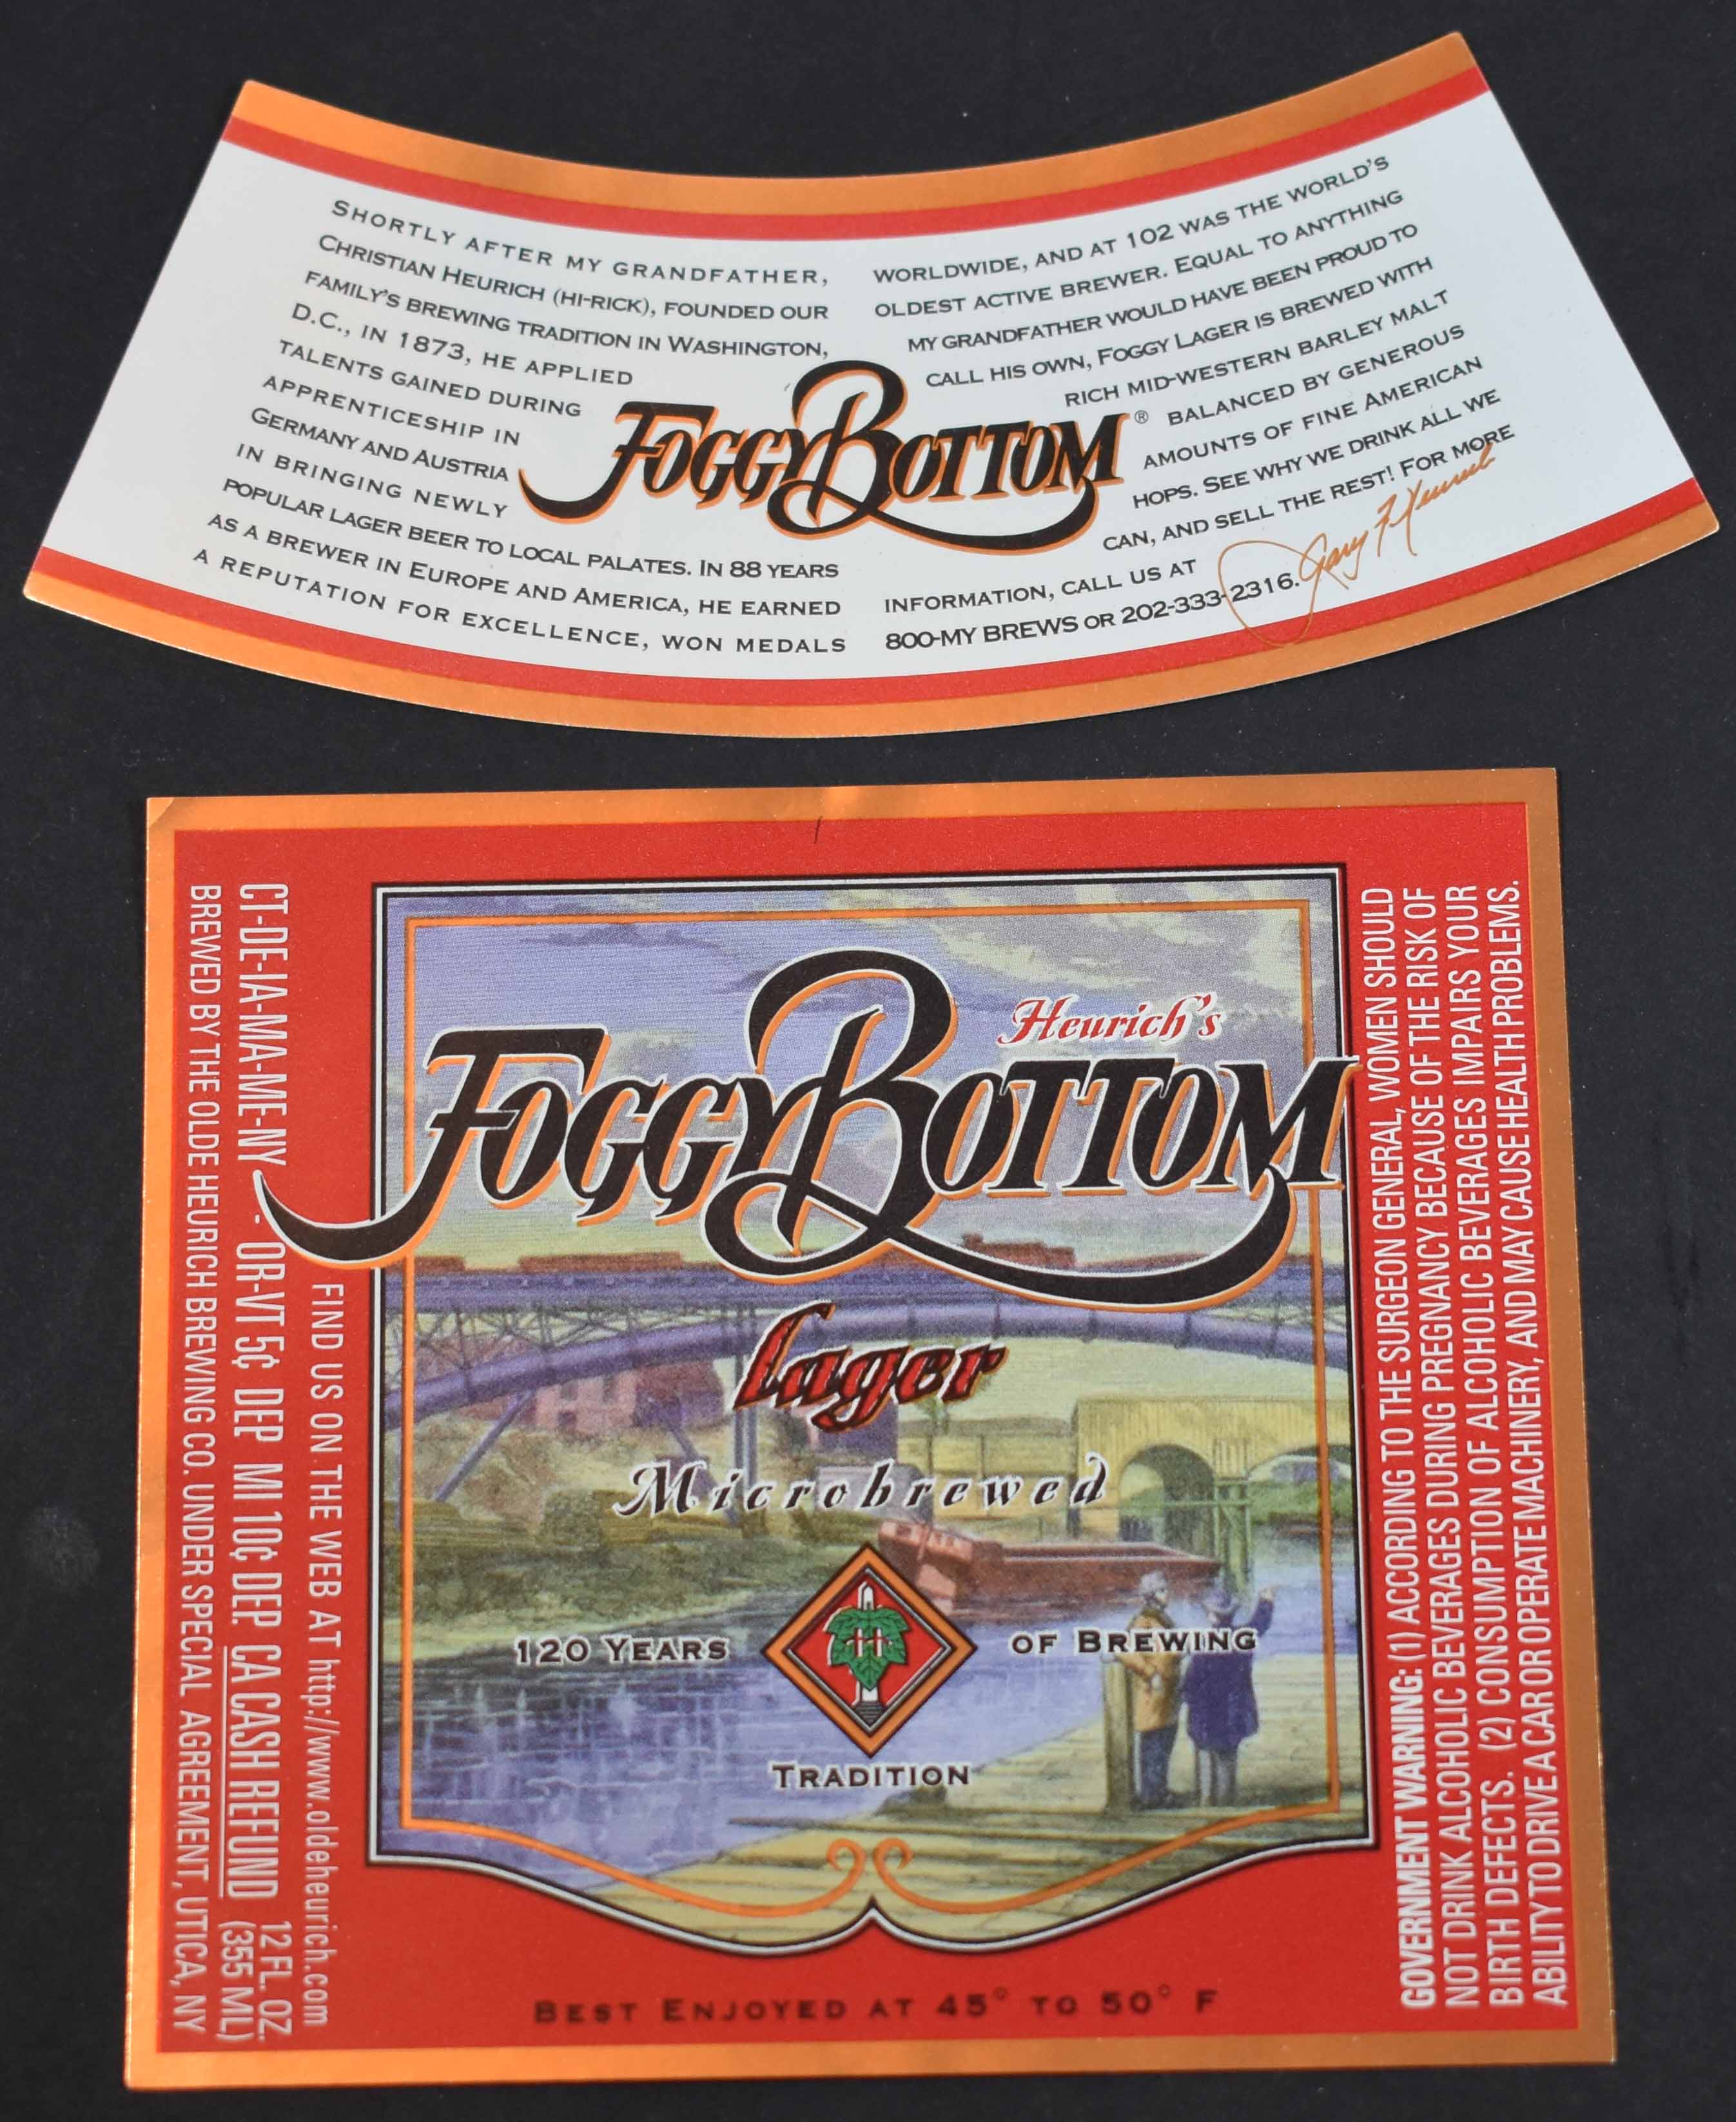 SHORTLY AFTER MY GRANDFATHER,
CHRISTIAN HEURICH (HI-RICK), FOUNDED OUR
FAMILY'S BREWING TRADITION IN WASHINGTON,
D.C., IN 1873, HE APPLIED
TALENTS GAINED DURING
APPRENTICESHIP IN
GERMANY AND AUSTRIA
IN BRINGING NEWLY
POPULAR LAGER BEER TO LOCAL PALATES. IN 88 YEARS
AS A BREWER IN EUROPE AND AMERICA, HE EARNED
A REPUTATION FOR EXCELLENCE, WON MEDALS
FOGGY BOTTOM®
WORLDWIDE, AND AT 102 WAS THE WORLD'S
OLDEST ACTIVE BREWER. EQUAL TO ANYTHING
MY GRANDFATHER WOULD HAVE BEEN PROUD TO
CALL HIS OWN, FOGGY LAGER IS BREWED WITH
RICH MID-WESTERN BARLEY MALT
BALANCED BY GENEROUS
AMOUNTS OF FINE AMERICAN
HOPS. SEE WHY WE DRINK ALL WE
CAN, AND SELL THE REST! FOR MORE
INFORMATION, CALL US AT
800-MY BREWS OR 202-333-2316.
Gary F Heurich
Heurich's
FOGGY BOTTOM
Lager
Microbrewed
120 YEARS OF BREWING
H
TRADITION
BEST ENJOYED AT 45° TO 50° F
FIND US ON THE WEB AT http://www.oldeheurich.com
12 FL. OZ.
(355 ML)
CT-DE-IA-MA-ME-NY - OR-VT 5¢ DEP MI 10¢ DEP. CA CASH REFUND
BREWED BY THE OLDE HEURICH BREWING CO. UNDER SPECIAL AGREEMENT, UTICA, NY
GOVERNMENT WARNING: (1) ACCORDING TO THE SURGEON GENERAL, WOMEN SHOULD
NOT DRINK ALCOHOLIC BEVERAGES DURING PREGNANCY BECAUSE OF THE RISK OF
BIRTH DEFECTS. (2) CONSUMPTION OF ALCOHOLIC BEVERAGES IMPAIRS YOUR
ABILITY TO DRIVE A CAR OR OPERATE MACHINERY, AND MAY CAUSE HEALTH PROBLEMS.